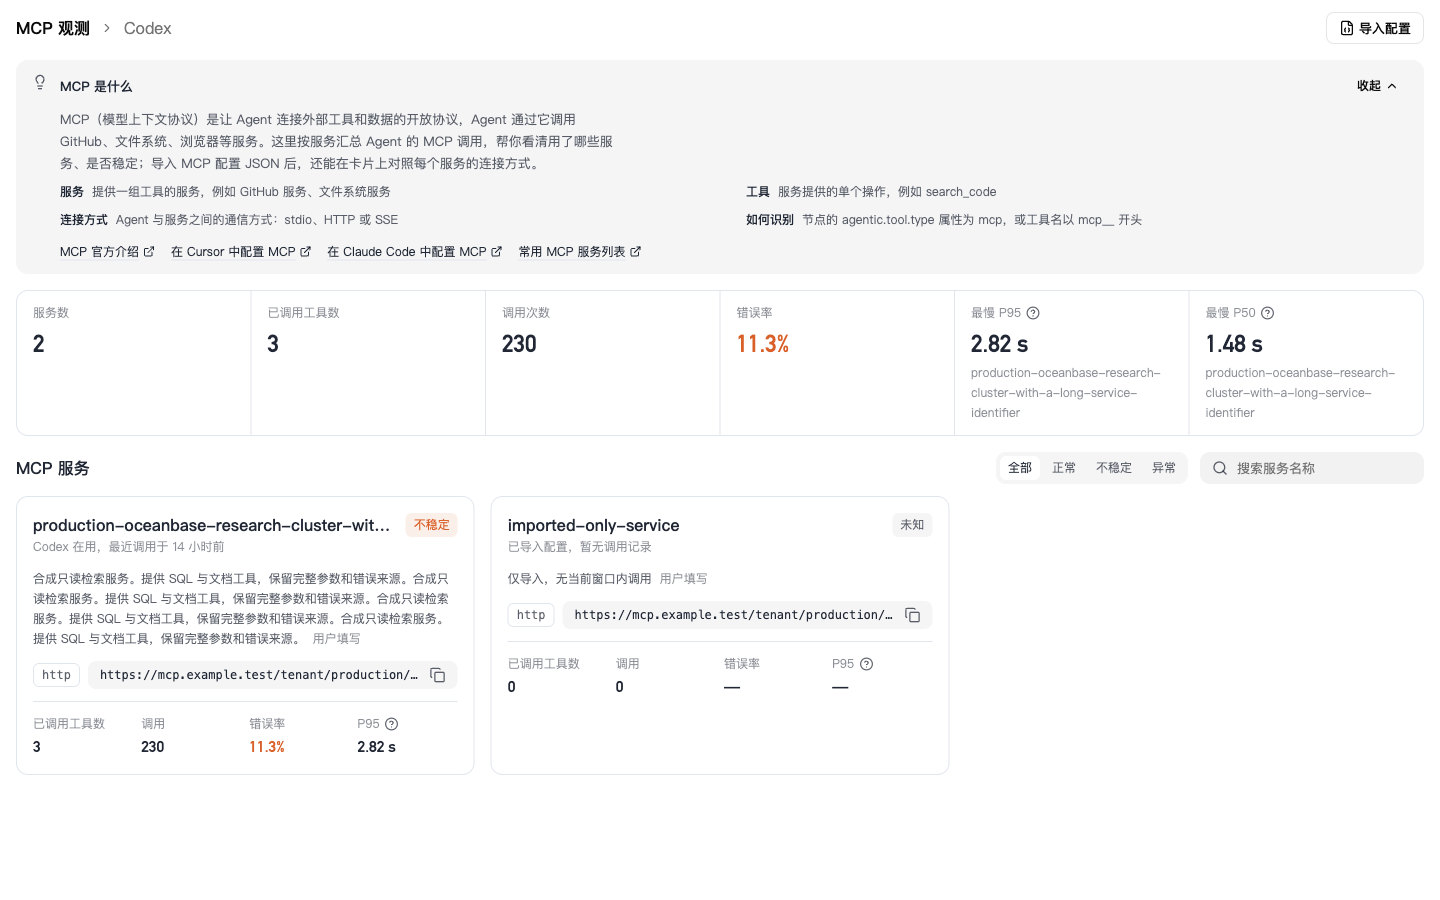 MCP 观测 > Codex
导入配置
MCP 是什么
收起
MCP（模型上下文协议）是让 Agent 连接外部工具和数据的开放协议，Agent 通过它调用
GitHub、文件系统、浏览器等服务。这里按服务汇总 Agent 的 MCP 调用，帮你看清用了哪些服
务、是否稳定；导入 MCP 配置 JSON 后，还能在卡片上对照每个服务的连接方式。
服务 提供一组工具的服务，例如 GitHub 服务、文件系统服务
工具 服务提供的单个操作，例如 search_code
连接方式 Agent 与服务之间的通信方式：stdio、HTTP 或 SSE
如何识别 节点的 agentic.tool.type 属性为 mcp，或工具名以 mcp__ 开头
MCP 官方介绍 在 Cursor 中配置 MCP 在 Claude Code 中配置 MCP 常用 MCP 服务列表
服务数
2
已调用工具数
3
调用次数
230
错误率
11.3%
最慢 P95
2.82 s
production-oceanbase-research-
cluster-with-a-long-service-
identifier
最慢 P50
1.48 s
production-oceanbase-research-
cluster-with-a-long-service-
identifier
MCP 服务
全部 正常 不稳定 异常
搜索服务名称
production-oceanbase-research-cluster-wit...
不稳定
Codex 在用，最近调用于 14 小时前
合成只读检索服务。提供 SQL 与文档工具，保留完整参数和错误来源。合成只
读检索服务。提供 SQL 与文档工具，保留完整参数和错误来源。合成只读检索
服务。提供 SQL 与文档工具，保留完整参数和错误来源。合成只读检索服务。
提供 SQL 与文档工具，保留完整参数和错误来源。 用户填写
http https://mcp.example.test/tenant/production/…
已调用工具数 调用 错误率 P95
3 230 11.3% 2.82 s
imported-only-service
未知
已导入配置，暂无调用记录
仅导入，无当前窗口内调用 用户填写
http https://mcp.example.test/tenant/production/…
已调用工具数 调用 错误率 P95
0 0 — —